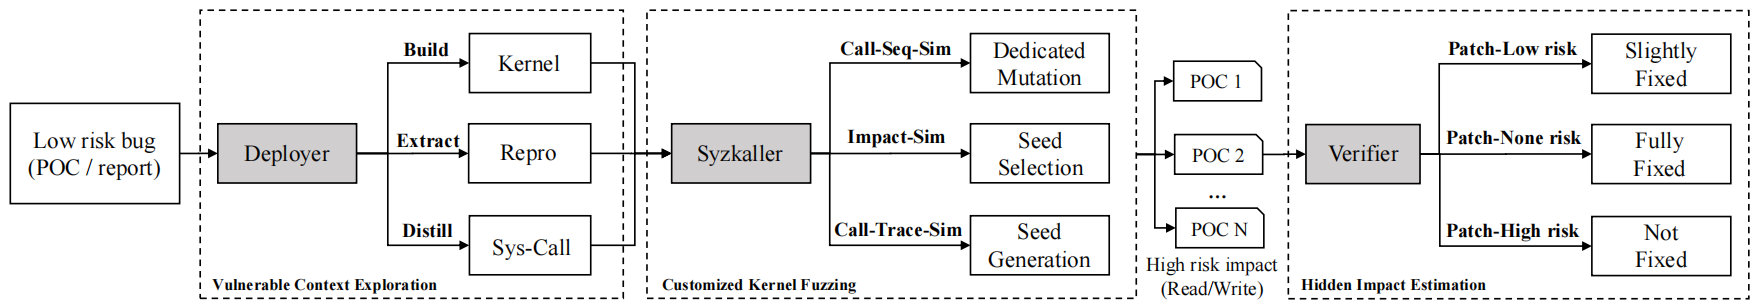 Low risk bug
(POC / report)
Deployer
Build
Extract
Distill
Kernel
Repro
Sys-Call
Vulnerable Context Exploration
Syzkaller
Call-Seq-Sim
Impact-Sim
Call-Trace-Sim
Dedicated
Mutation
Seed
Selection
Seed
Generation
Customized Kernel Fuzzing
POC 1
POC 2
...
POC N
High risk impact
(Read/Write)
Verifier
Patch-Low risk
Patch-None risk
Patch-High risk
Slightly
Fixed
Fully
Fixed
Not
Fixed
Hidden Impact Estimation